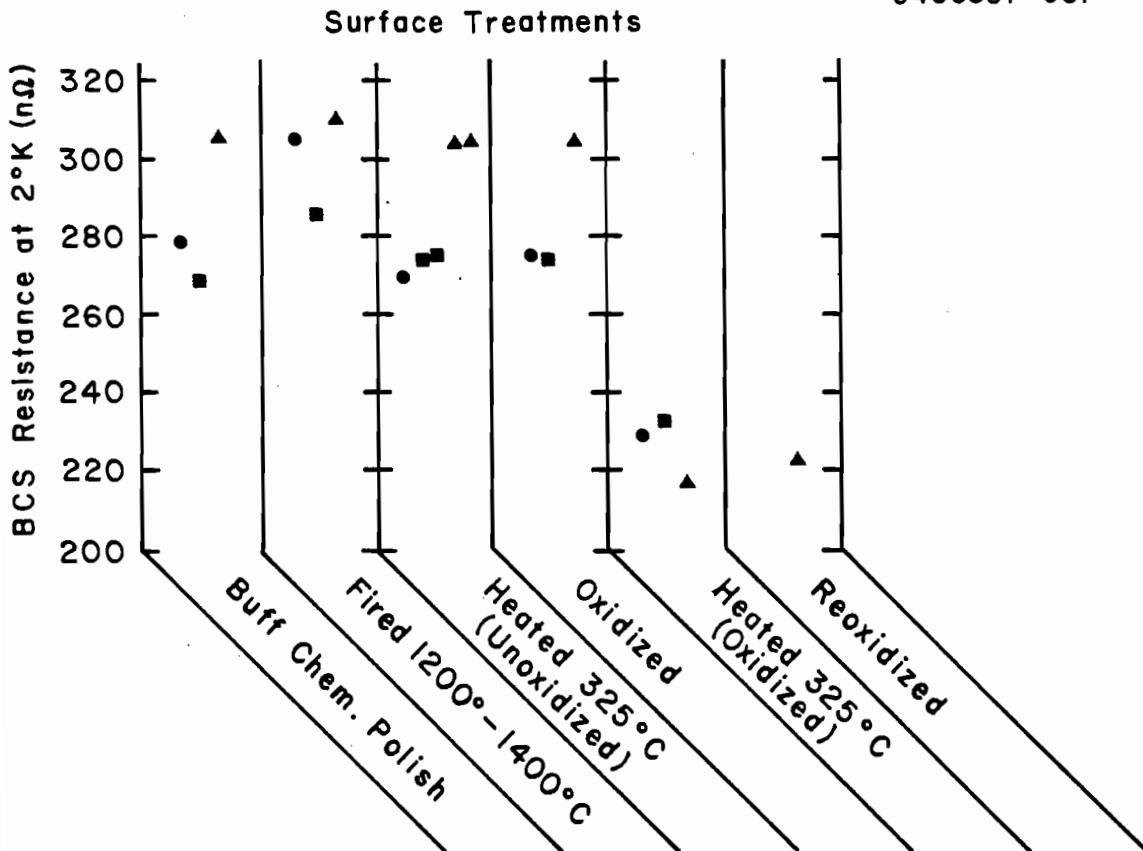 Surface Treatments
BCS Resistance at 2°K (nΩ)
320
300
280
260
240
220
200
Buff Chem. Polish
Fired 1200°-1400°C
Heated 325°C
(Unoxidized)
Oxidized
Heated 325°C
(Oxidized)
Reoxidized